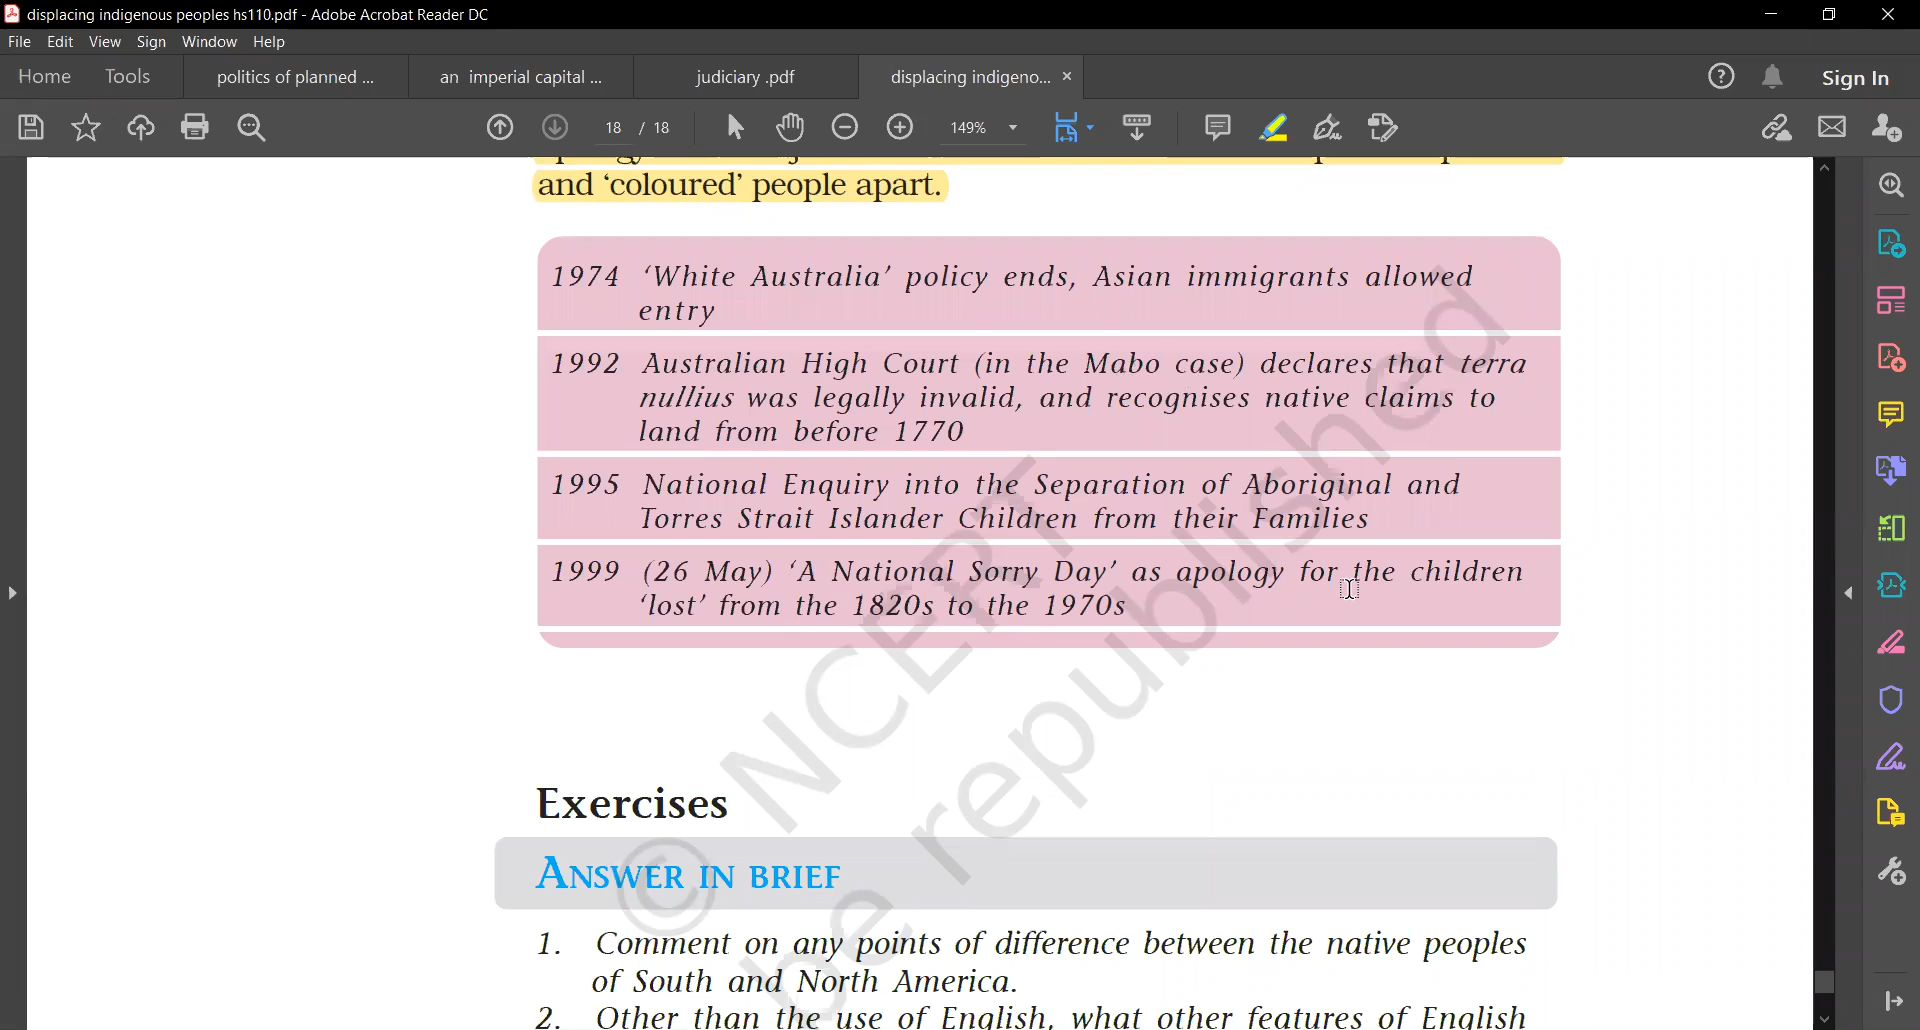 displacing indigenous peoples hs110.pdf - Adobe Acrobat Reader DC
File Edit View Sign Window Help
Home Tools politics of planned ... an imperial capital ... judiciary .pdf displacing indigeno... × Sign In
18 / 18 149%
and ‘coloured’ people apart.
1974 ‘White Australia’ policy ends, Asian immigrants allowed
entry
1992 Australian High Court (in the Mabo case) declares that terra
nullius was legally invalid, and recognises native claims to
land from before 1770
1995 National Enquiry into the Separation of Aboriginal and
Torres Strait Islander Children from their Families
1999 (26 May) ‘A National Sorry Day’ as apology for the children
‘lost’ from the 1820s to the 1970s
© NCERT
be republished
Exercises
ANSWER IN BRIEF
1. Comment on any points of difference between the native peoples
of South and North America.
2. Other than the use of English, what other features of English